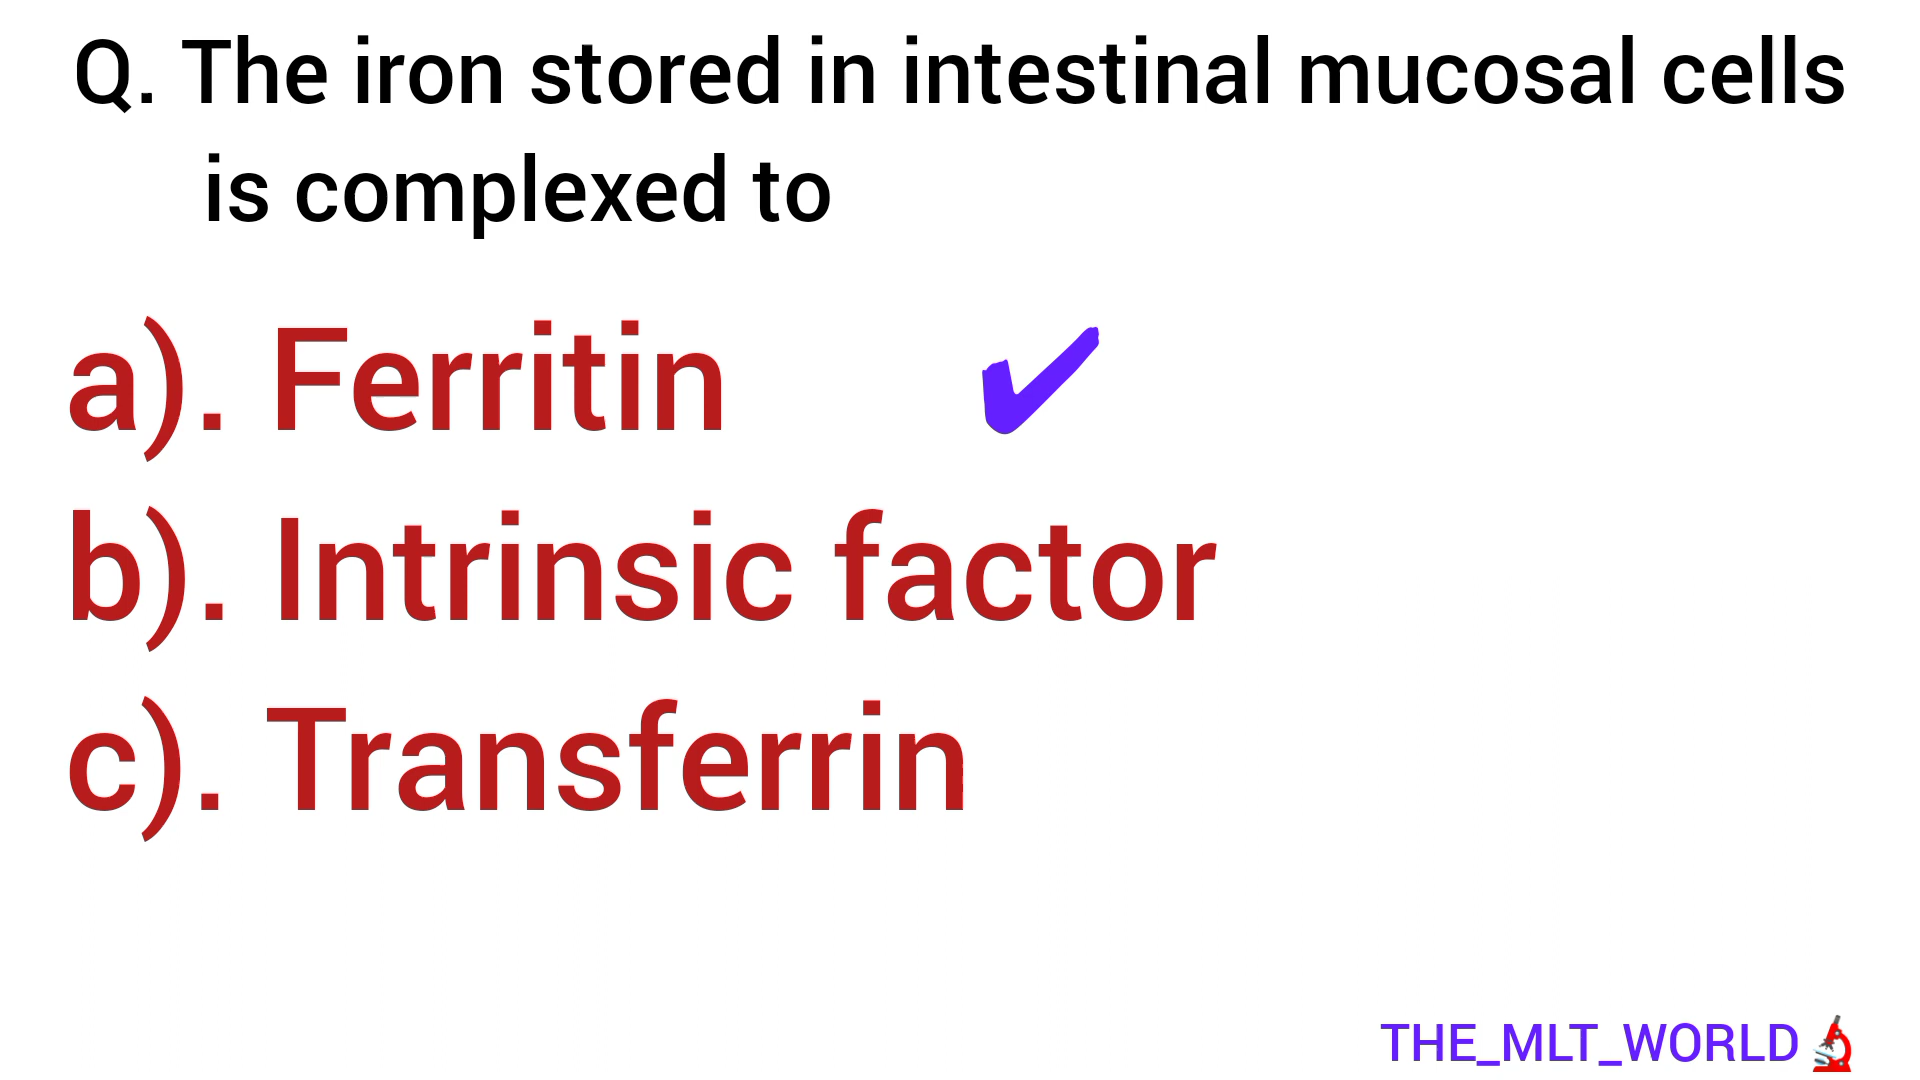 Q. The iron stored in intestinal mucosal cells
is complexed to
a). Ferritin ✔
b). Intrinsic factor
c). Transferrin
THE_MLT_WORLD🔬